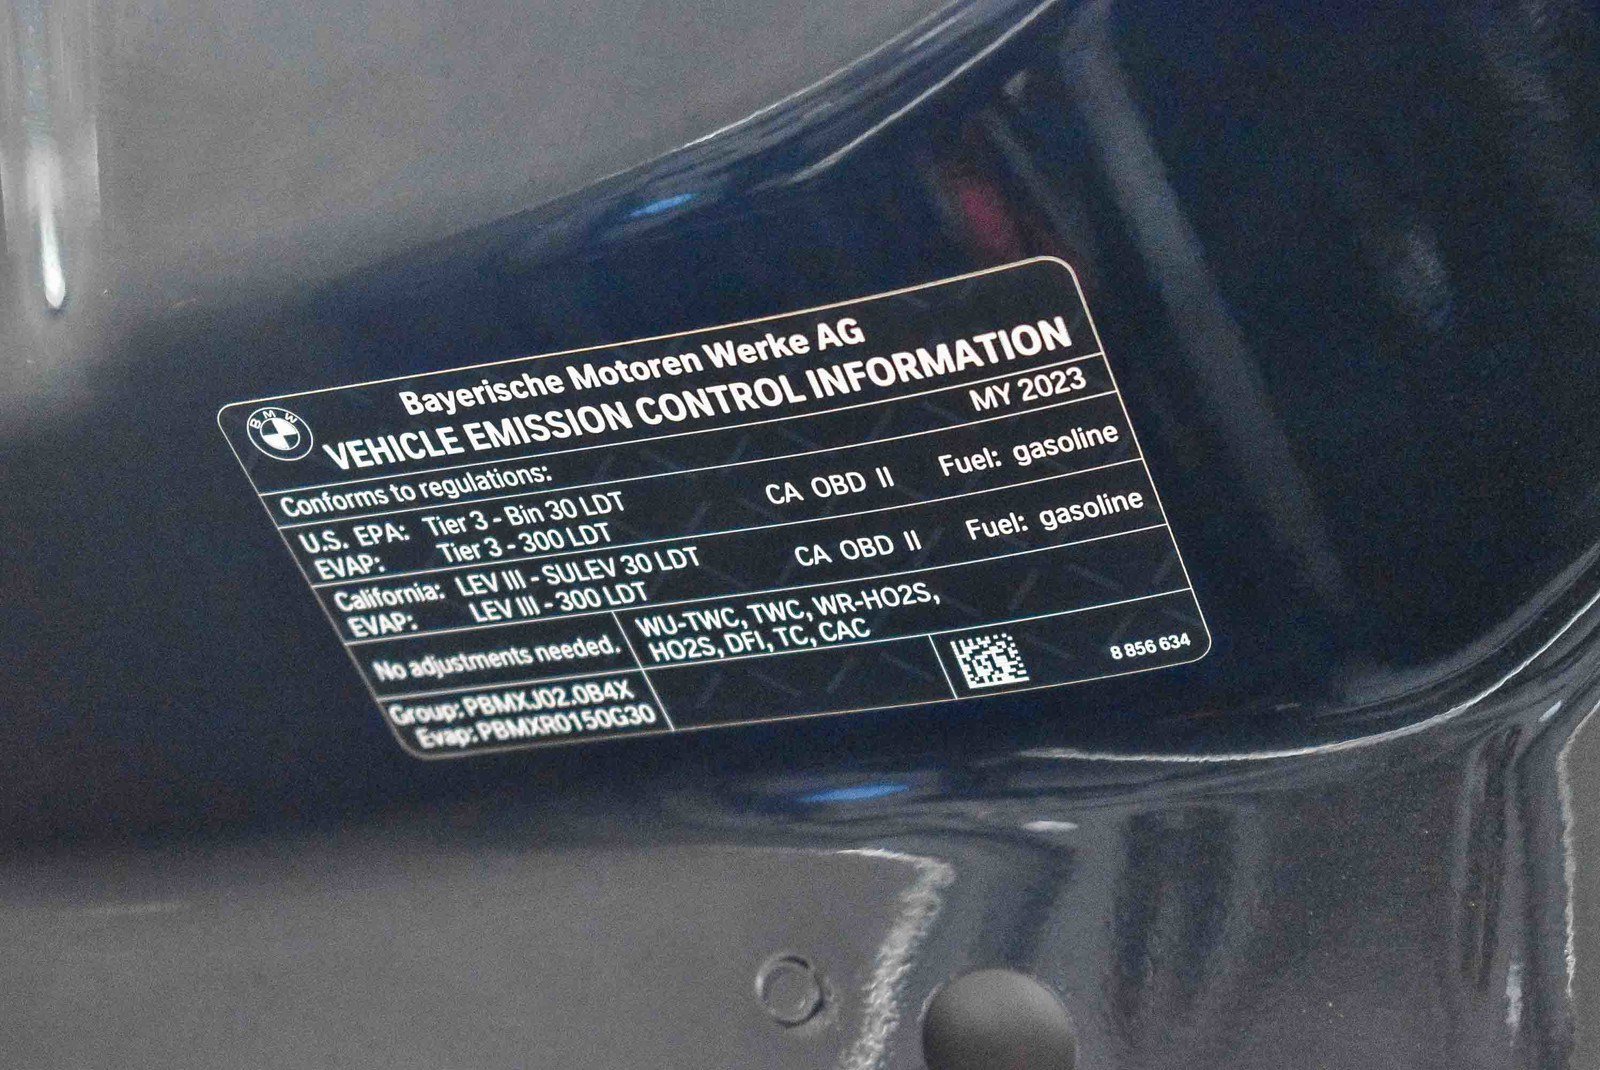 BMW
Bayerische Motoren Werke AG
VEHICLE EMISSION CONTROL INFORMATION
MY 2023
Conforms to regulations:
U.S. EPA: Tier 3 - Bin 30 LDT CA OBD II Fuel: gasoline
EVAP: Tier 3 - 300 LDT
California: LEV III - SULEV 30 LDT CA OBD II Fuel: gasoline
EVAP: LEV III - 300 LDT
No adjustments needed.
WU-TWC, TWC, WR-HO2S,
HO2S, DFI, TC, CAC
Group: PBMXJ02.0B4X
Evap: PBMXR0150G30
8 856 634